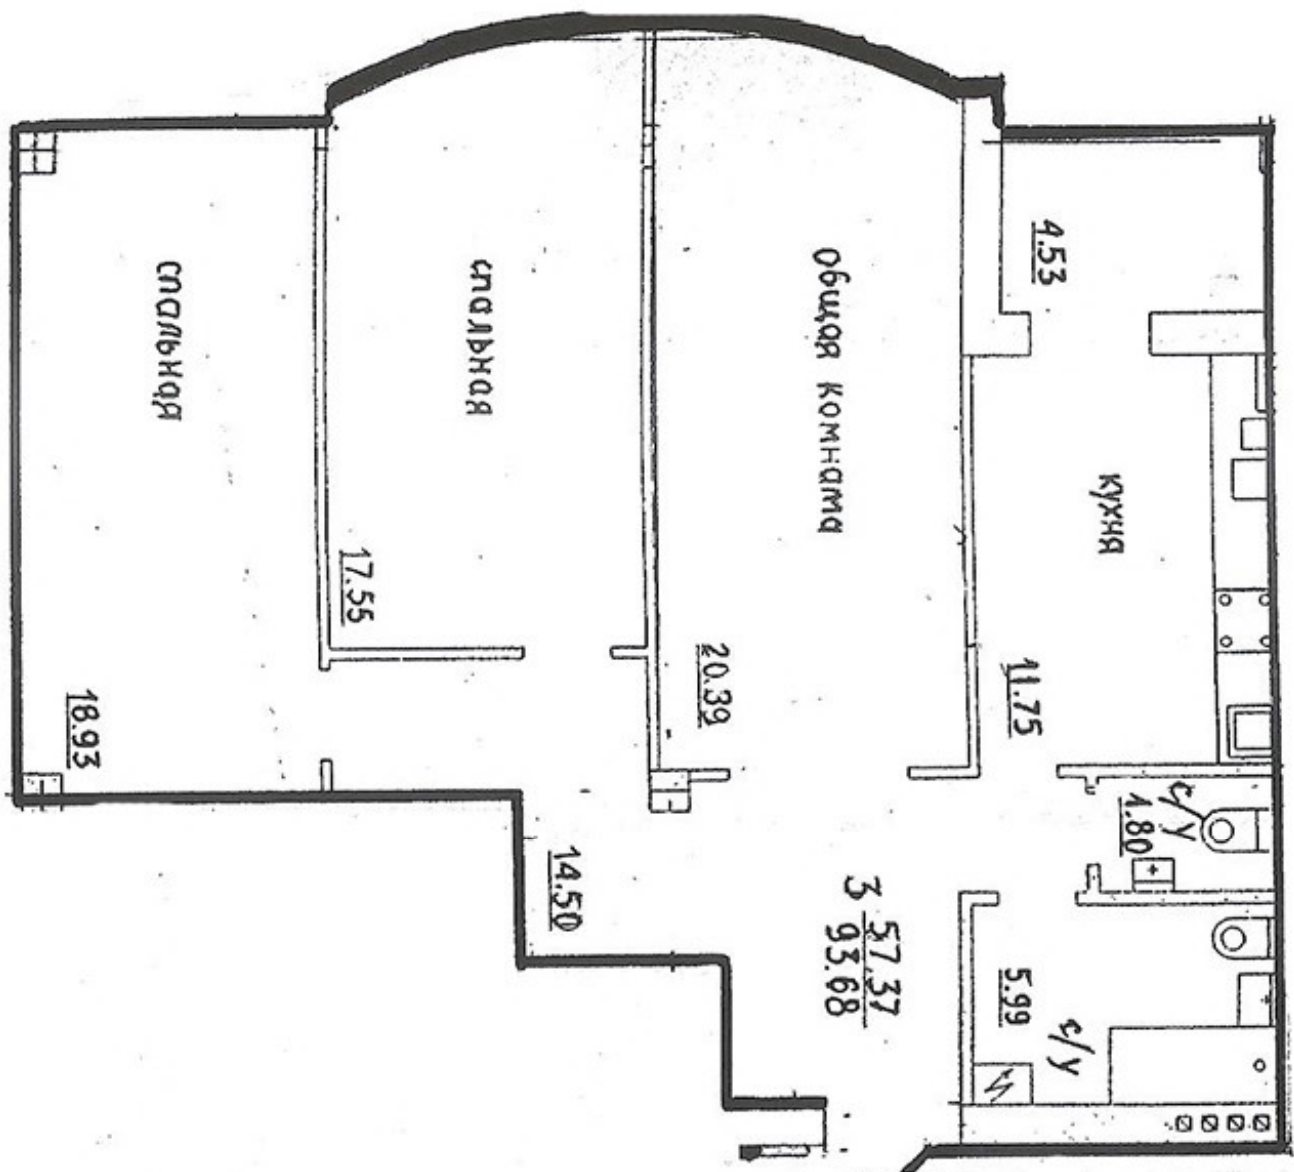 4.53
спальная
спальная
общая комната
кухня
17.55
18.93
20.39
11.75
с/у
1.80
14.50
3 57.37
93.68
5.99
с/у